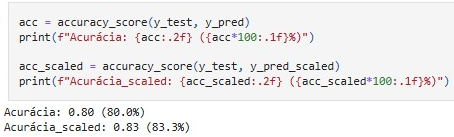 acc = accuracy_score(y_test, y_pred)
print(f"Acurácia: {acc:.2f} ({acc*100:.1f}%)")
acc_scaled = accuracy_score(y_test, y_pred_scaled)
print(f"Acurácia_scaled: {acc_scaled:.2f} ({acc_scaled*100:.1f}%)")
Acurácia: 0.80 (80.0%)
Acurácia_scaled: 0.83 (83.3%)